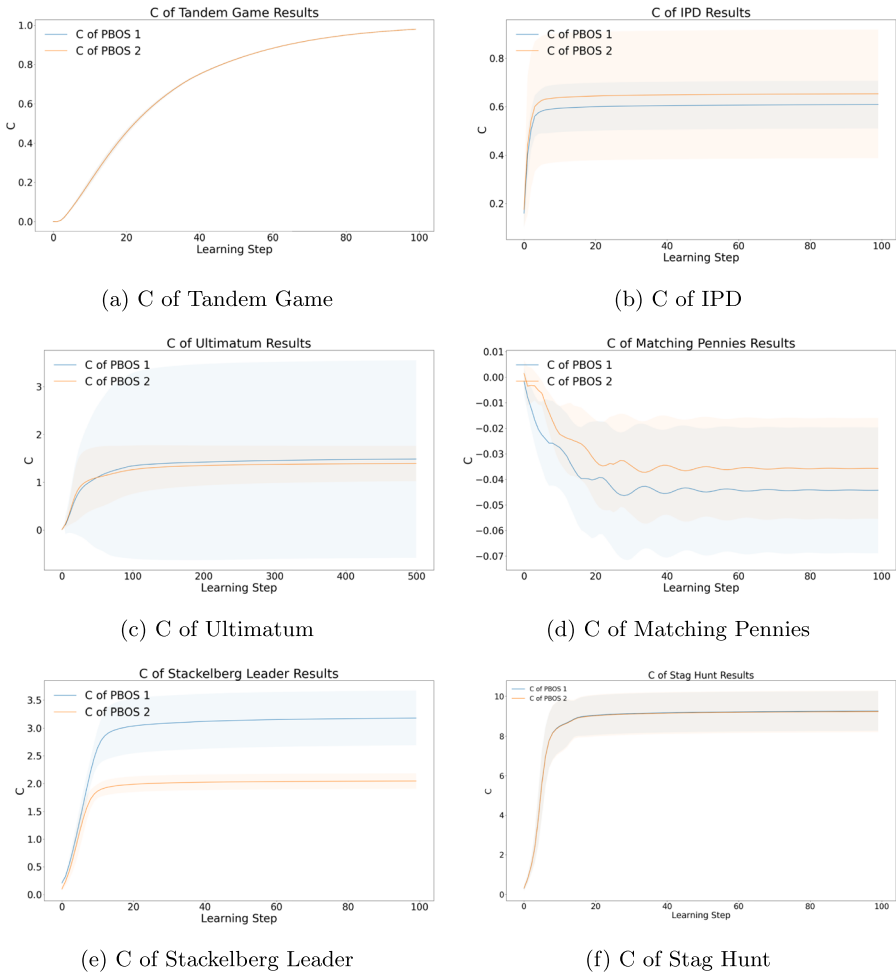 C of Tandem Game Results
C of PBOS 1
C of PBOS 2
C
1.0
0.8
0.6
0.4
0.2
0.0
0 20 40 60 80 100
Learning Step
(a) C of Tandem Game
C of IPD Results
C of PBOS 1
C of PBOS 2
C
0.8
0.6
0.4
0.2
0 20 40 60 80 100
Learning Step
(b) C of IPD
C of Ultimatum Results
C of PBOS 1
C of PBOS 2
C
3
2
1
0
0 100 200 300 400 500
Learning Step
(c) C of Ultimatum
C of Matching Pennies Results
C of PBOS 1
C of PBOS 2
C
0.01
0.00
−0.01
−0.02
−0.03
−0.04
−0.05
−0.06
−0.07
0 20 40 60 80 100
Learning Step
(d) C of Matching Pennies
C of Stackelberg Leader Results
C of PBOS 1
C of PBOS 2
C
3.5
3.0
2.5
2.0
1.5
1.0
0.5
0.0
0 20 40 60 80 100
Learning Step
(e) C of Stackelberg Leader
C of Stag Hunt Results
C of PBOS 1
C of PBOS 2
C
10
8
6
4
2
0
0 20 40 60 80 100
Learning Step
(f) C of Stag Hunt